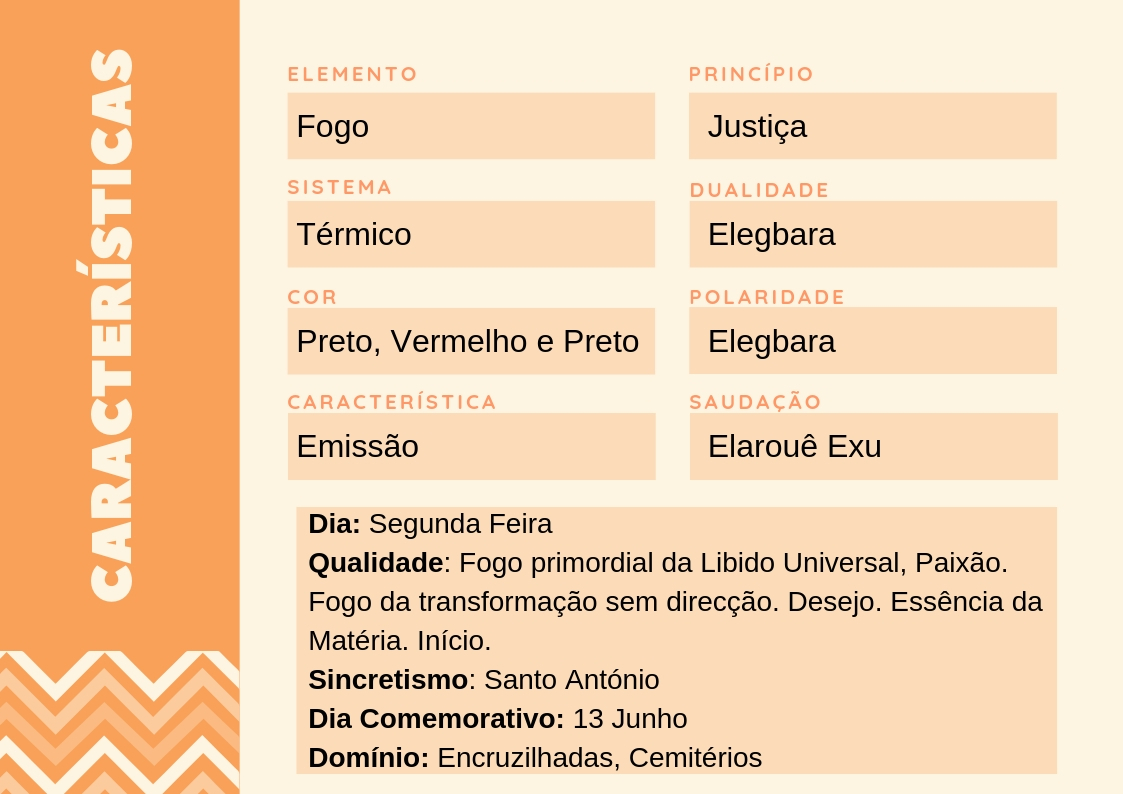 CARACTERÍSTICAS
ELEMENTO
Fogo
PRINCÍPIO
Justiça
SISTEMA
Térmico
DUALIDADE
Elegbara
COR
Preto, Vermelho e Preto
POLARIDADE
Elegbara
CARACTERÍSTICA
Emissão
SAUDAÇÃO
Elarouê Exu
Dia: Segunda Feira
Qualidade: Fogo primordial da Libido Universal, Paixão.
Fogo da transformação sem direcção. Desejo. Essência da
Matéria. Início.
Sincretismo: Santo António
Dia Comemorativo: 13 Junho
Domínio: Encruzilhadas, Cemitérios